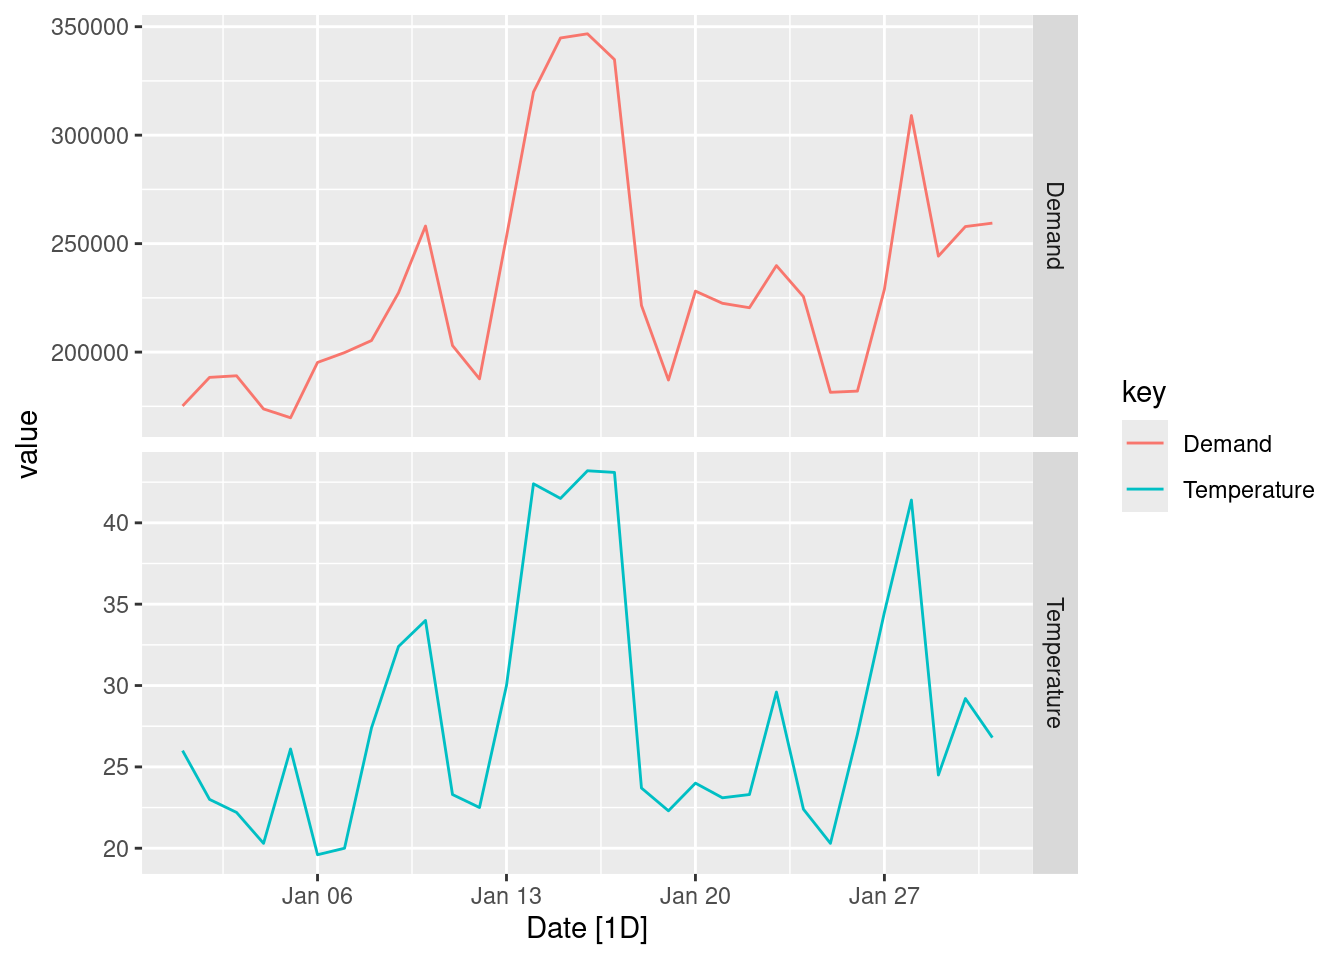 350000
300000
250000
200000
Demand
value
40
35
30
25
20
Temperature
Jan 06
Jan 13
Jan 20
Jan 27
Date [1D]
key
Demand
Temperature